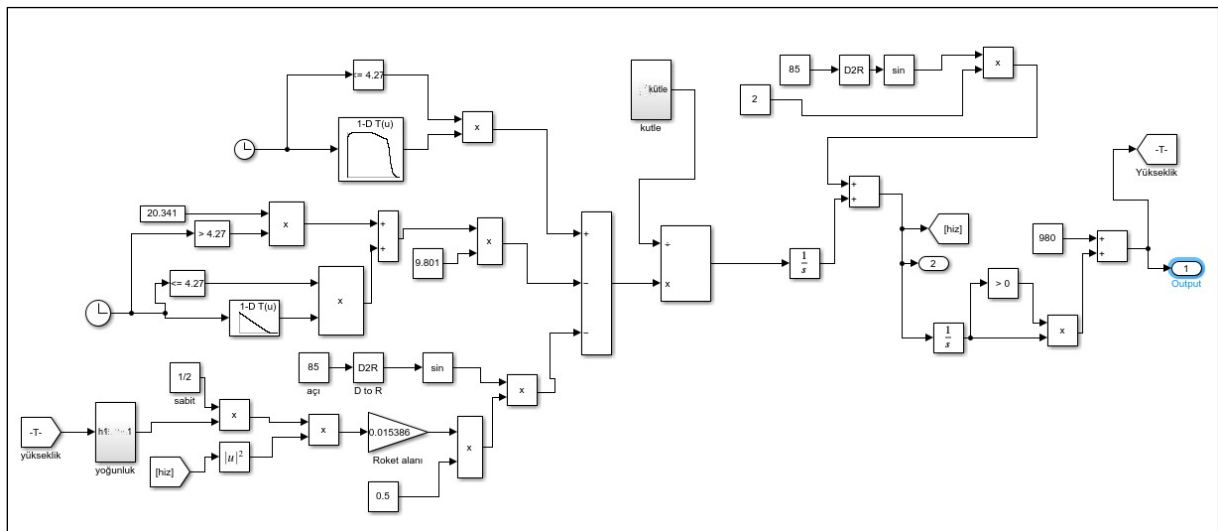 <= 4.27
1-D T(u)
x
20.341
> 4.27
x
<= 4.27
1-D T(u)
x
+
+
9.801
x
+
−
−
kütle
kutle
÷
x
85
D2R
sin
x
2
1
s
+
+
[hiz]
2
1
s
> 0
x
980
+
+
-T-
Yükseklik
1
Output
85
açı
D2R
D to R
sin
x
1/2
sabit
-T-
yükseklik
yoğunluk
x
[hiz]
|u|2
x
0.015386
Roket alanı
0.5
x